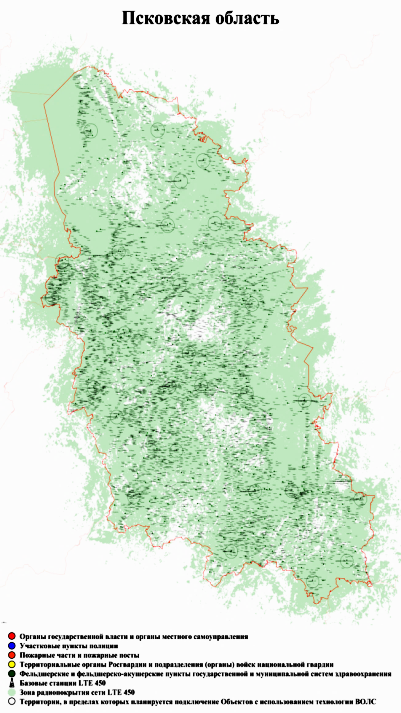 Псковская область
Органы государственной власти и органы местного самоуправления
Участковые пункты полиции
Пожарные части и пожарные посты
Территориальные органы Росгвардии и подразделения (органы) войск национальной гвардии
Фельдшерские и фельдшерско-акушерские пункты государственной и муниципальной систем здравоохранения
Базовые станции LTE 450
Зона радиопокрытия сети LTE 450
Территории, в пределах которых планируется подключение Объектов с использованием технологии ВОЛС